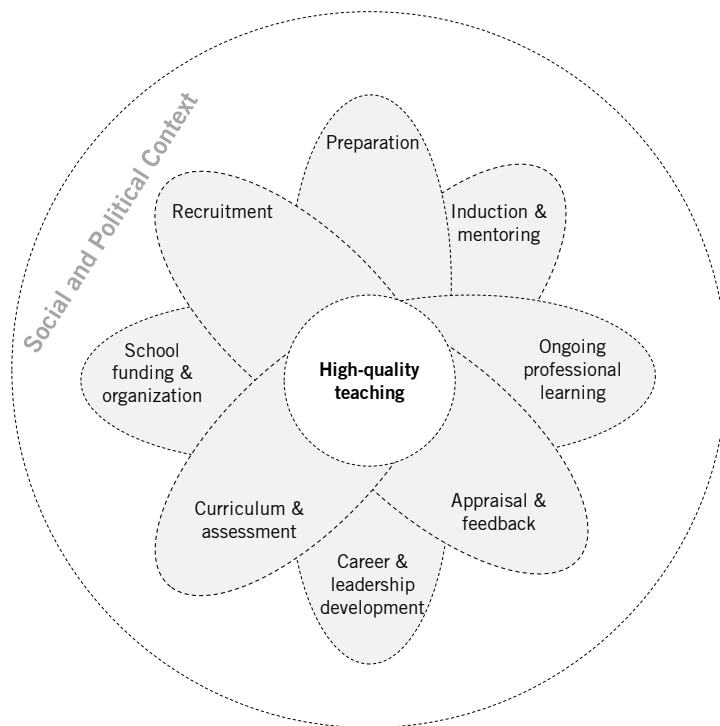 Social and Political Context
Preparation
Recruitment
Induction &
mentoring
School
funding &
organization
High-quality
teaching
Ongoing
professional
learning
Curriculum &
assessment
Appraisal &
feedback
Career &
leadership
development